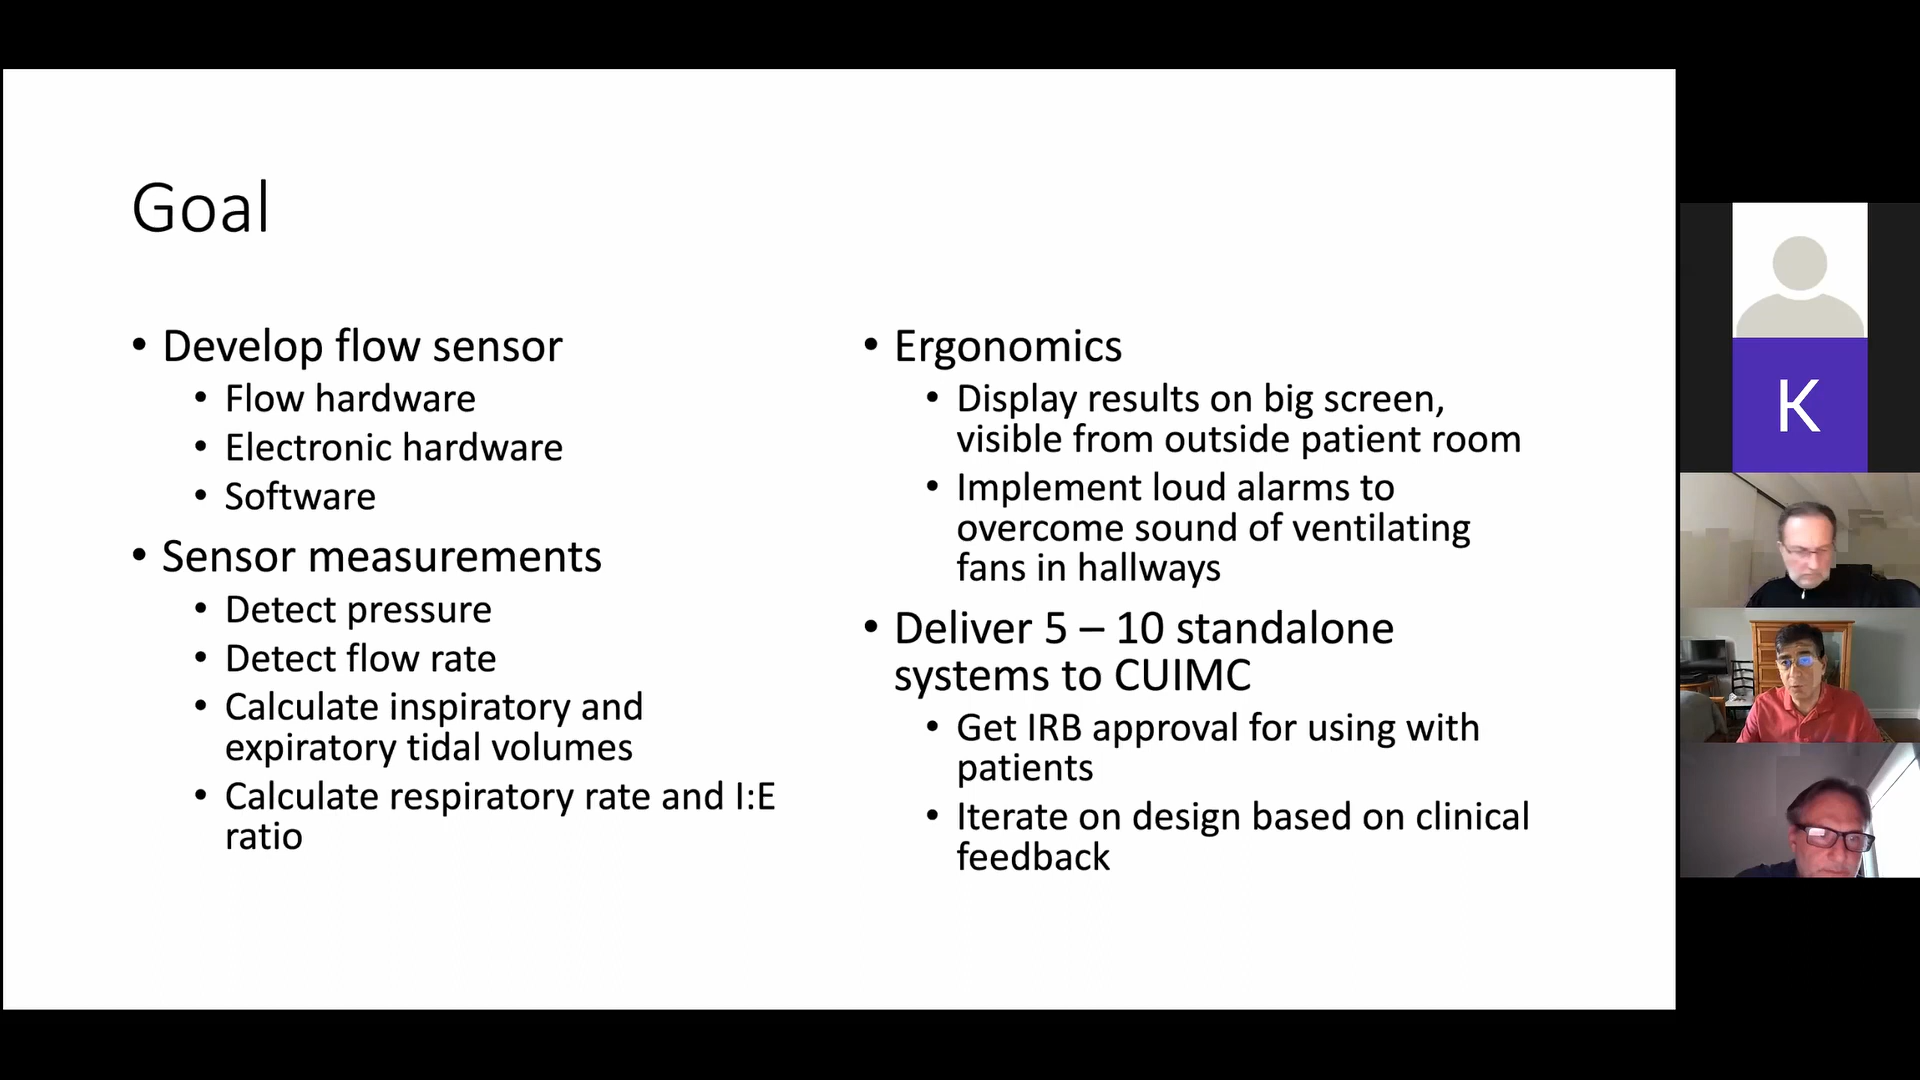 Goal
• Develop flow sensor
• Flow hardware
• Electronic hardware
• Software
• Sensor measurements
• Detect pressure
• Detect flow rate
• Calculate inspiratory and
expiratory tidal volumes
• Calculate respiratory rate and I:E
ratio
• Ergonomics
• Display results on big screen,
visible from outside patient room
• Implement loud alarms to
overcome sound of ventilating
fans in hallways
• Deliver 5 – 10 standalone
systems to CUIMC
• Get IRB approval for using with
patients
• Iterate on design based on clinical
feedback
K